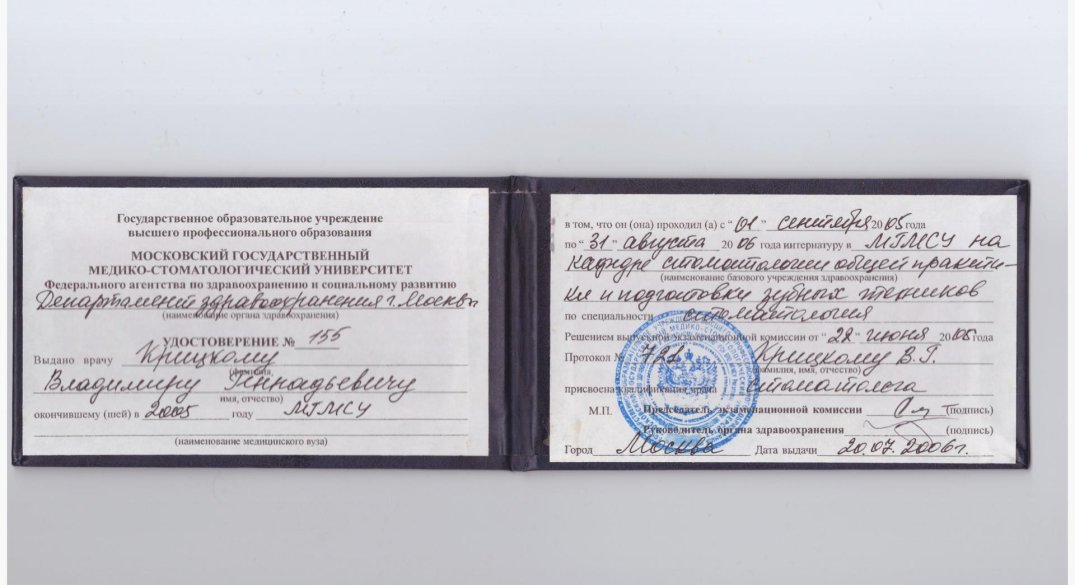 Государственное образовательное учреждение
высшего профессионального образования
МОСКОВСКИЙ ГОСУДАРСТВЕННЫЙ
МЕДИКО-СТОМАТОЛОГИЧЕСКИЙ УНИВЕРСИТЕТ
Федерального агентства по здравоохранению и социальному развитию
Департамент здравоохранения г. Москвы
(наименование органа здравоохранения)
УДОСТОВЕРЕНИЕ № 155
Выдано врачу Крицкому
(фамилия,
Владимиру Геннадьевичу
имя, отчество)
окончившему (шей) в 2005 году МГМСУ
(наименование медицинского вуза)
в том, что он (она) проходил (а) с “ 01 ” сентября 2005 года
по “ 31 ” августа 2006 года интернатуру в МГМСУ на
кафедре стоматологии общей практи-
(наименование базового учреждения здравоохранения)
ки и подготовки зубных техников
по специальности стоматология
Решением выпускной экзаменационной комиссии от “ ” июня 2006 года
Протокол № Крицкому В.Г.
фамилия, имя, отчество)
присвоена квалификация врача стоматолога
М.П. Председатель экзаменационной комиссии (подпись)
Руководитель органа здравоохранения (подпись)
Город Москва Дата выдачи 20.07.2006г.